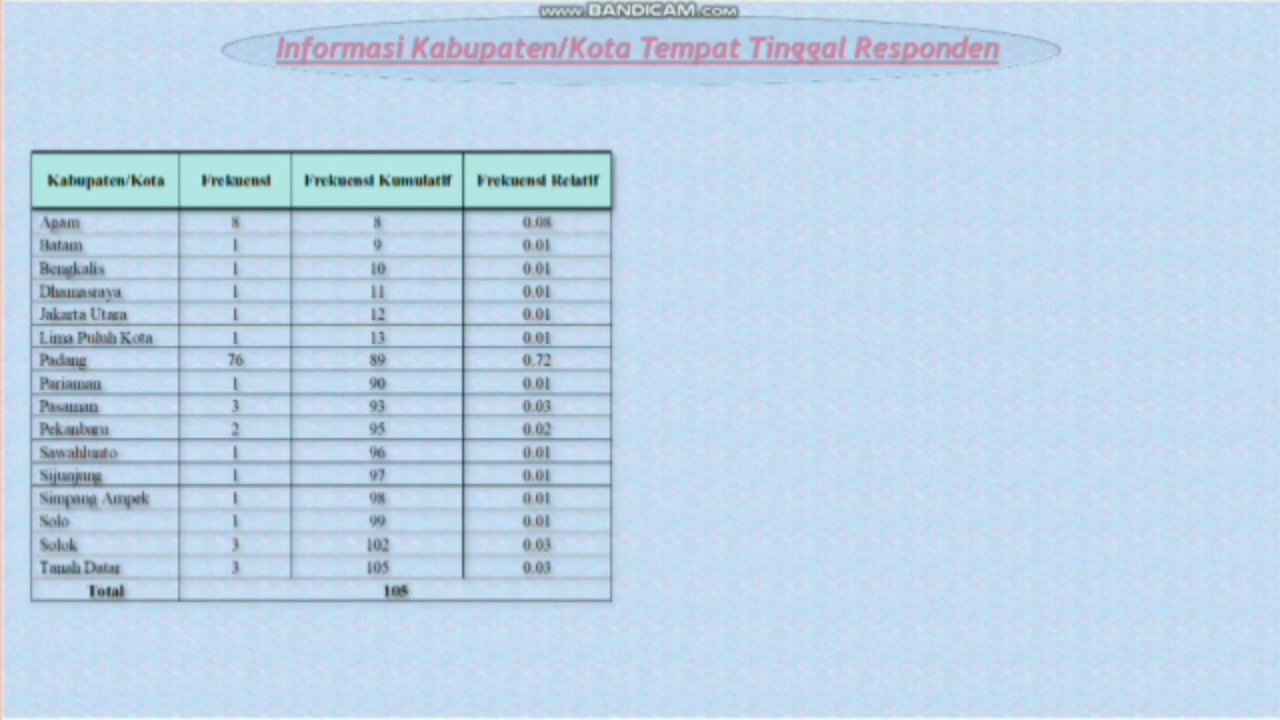 www.BANDICAM.COM
Informasi Kabupaten/Kota Tempat Tinggal Responden
Kabupaten/Kota Frekuensi Frekuensi Kumulatif Frekuensi Relatif
Agam 8 8 0.08
Batam 1 9 0.01
Bengkalis 1 10 0.01
Dhamasraya 1 11 0.01
Jakarta Utara 1 12 0.01
Lima Puluh Kota 1 13 0.01
Padang 76 89 0.72
Pariaman 1 90 0.01
Pasaman 3 93 0.03
Pekanbaru 2 95 0.02
Sawahlunto 1 96 0.01
Sijunjung 1 97 0.01
Simpang Ampek 1 98 0.01
Solo 1 99 0.01
Solok 3 102 0.03
Tanah Datar 3 105 0.03
Total 105